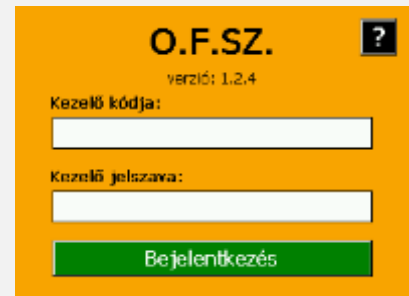 O.F.SZ.
?
verzió: 1.2.4
Kezelő kódja:
Kezelő jelszava:
Bejelentkezés